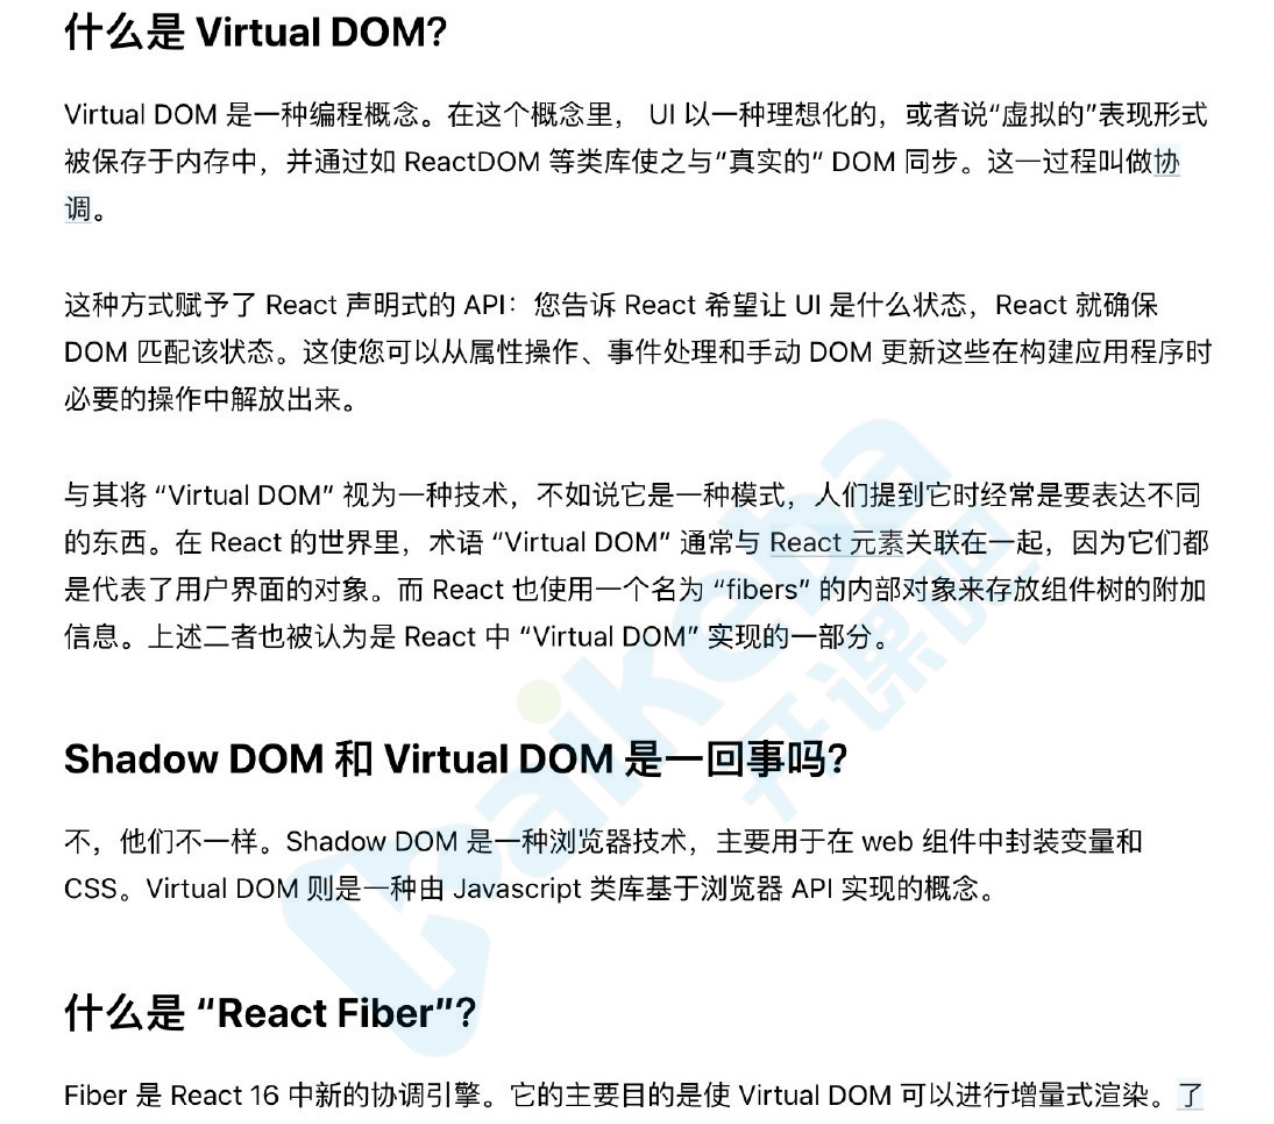 什么是 Virtual DOM?
Virtual DOM 是一种编程概念。在这个概念里， UI 以一种理想化的，或者说“虚拟的”表现形式
被保存于内存中，并通过如 ReactDOM 等类库使之与“真实的“ DOM 同步。这一过程叫做协
调。
这种方式赋予了 React 声明式的 API：您告诉 React 希望让 UI 是什么状态，React 就确保
DOM 匹配该状态。这使您可以从属性操作、事件处理和手动 DOM 更新这些在构建应用程序时
必要的操作中解放出来。
与其将 “Virtual DOM” 视为一种技术，不如说它是一种模式，人们提到它时经常是要表达不同
的东西。在 React 的世界里，术语 “Virtual DOM” 通常与 React 元素关联在一起，因为它们都
是代表了用户界面的对象。而 React 也使用一个名为 “fibers” 的内部对象来存放组件树的附加
信息。上述二者也被认为是 React 中 “Virtual DOM” 实现的一部分。
Shadow DOM 和 Virtual DOM 是一回事吗?
不，他们不一样。Shadow DOM 是一种浏览器技术，主要用于在 web 组件中封装变量和
CSS。Virtual DOM 则是一种由 Javascript 类库基于浏览器 API 实现的概念。
什么是 “React Fiber”?
Fiber 是 React 16 中新的协调引擎。它的主要目的是使 Virtual DOM 可以进行增量式渲染。了
kaikeba
开课吧